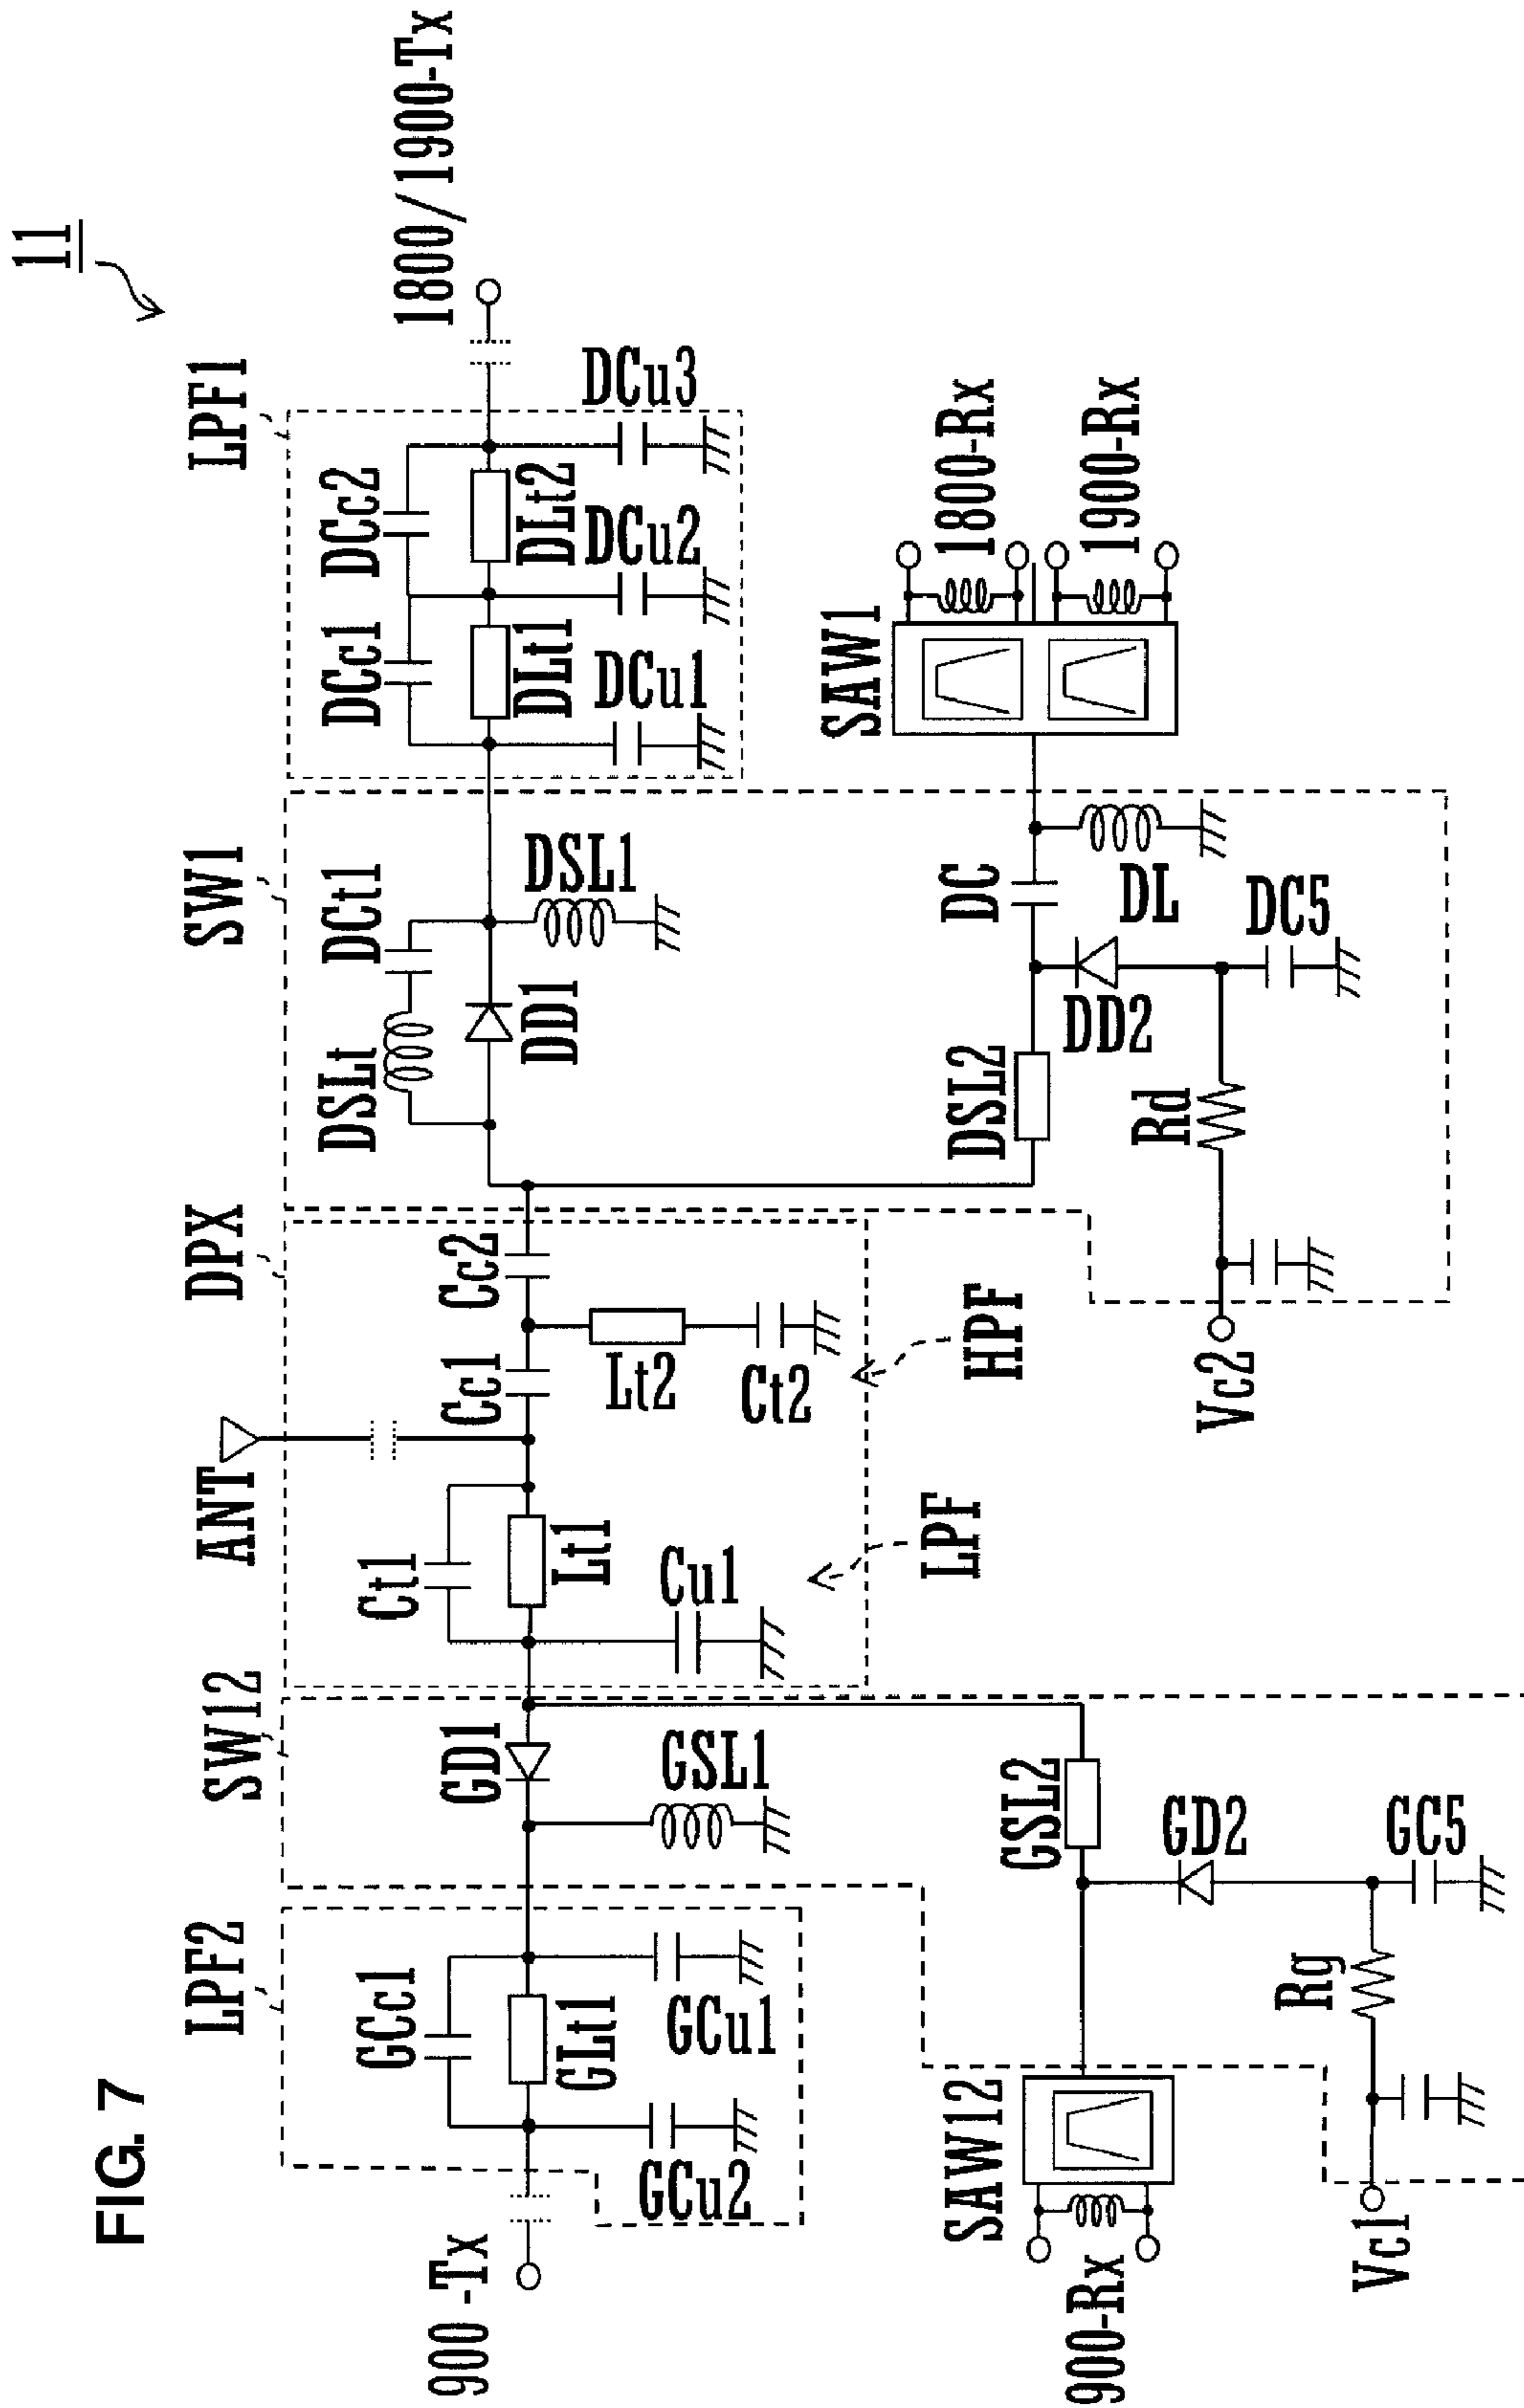 FIG. 7
11
LPF2
SW12
ANT
DPX
SW1
LPF1
GCc1
GD1
Ct1
Cc1
Cc2
DSLt
DCt1
DCc1
DCc2
900-Tx
GLt1
Lt1
DD1
DSL1
DLt1
DLt2
1800/1900-Tx
GCu2
GCu1
GSL1
Cu1
Lt2
Ct2
DCu1
DCu2
DCu3
LPF
HPF
SAW12
GSL2
DSL2
DC
SAW1
1800-Rx
900-Rx
GD2
DD2
DL
1900-Rx
Rg
GC5
Rd
DC5
Vc1
Vc2